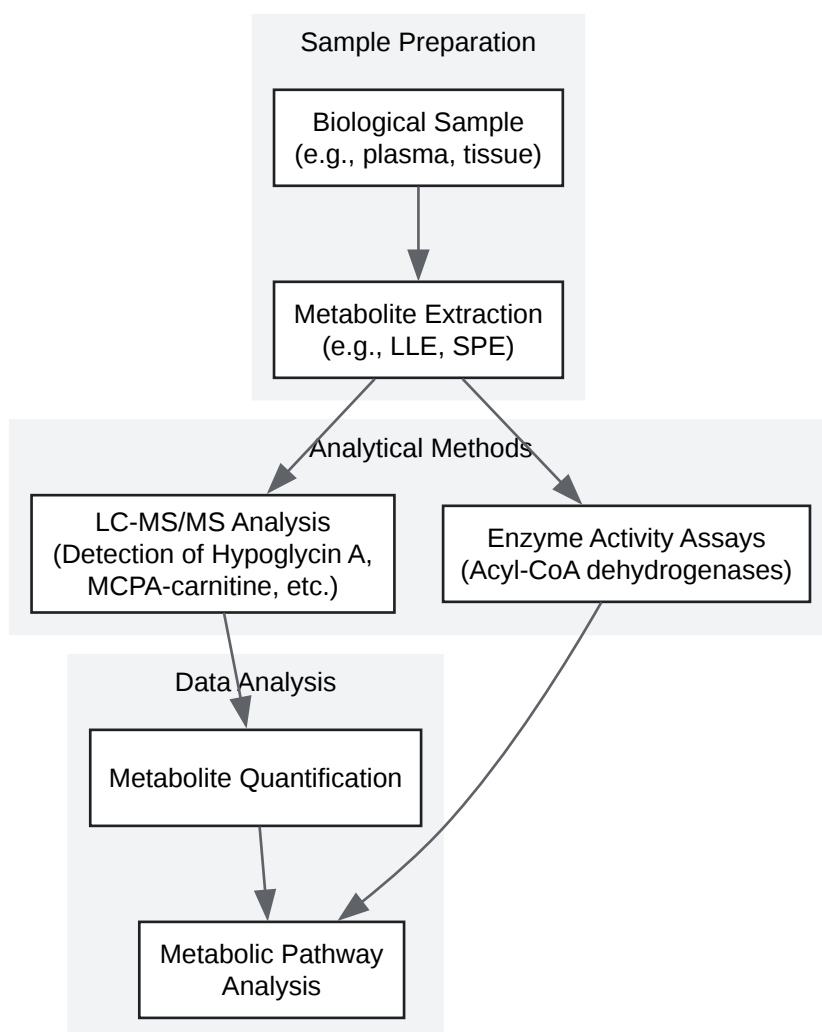 Sample Preparation
Biological Sample
(e.g., plasma, tissue)
Metabolite Extraction
(e.g., LLE, SPE)
Analytical Methods
LC-MS/MS Analysis
(Detection of Hypoglycin A,
MCPA-carnitine, etc.)
Enzyme Activity Assays
(Acyl-CoA dehydrogenases)
Data Analysis
Metabolite Quantification
Metabolic Pathway
Analysis